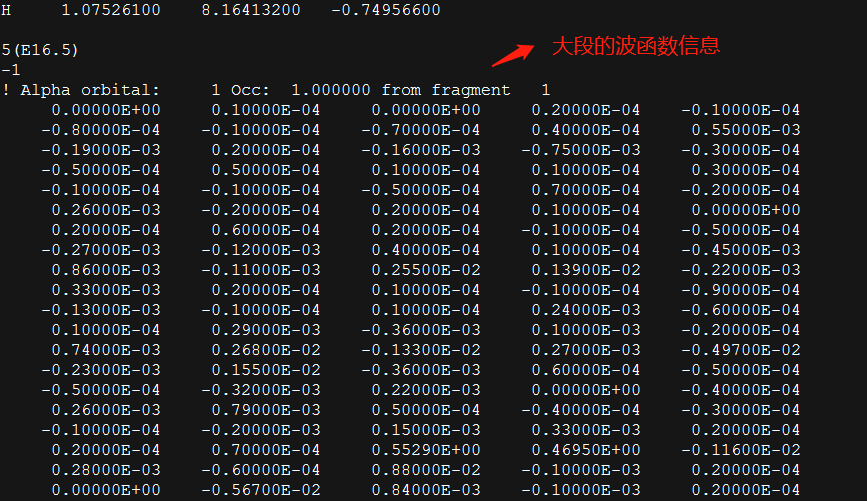 H     1.07526100    8.16413200   -0.74956600
大段的波函数信息
5(E16.5)
-1
! Alpha orbital:     1 Occ:  1.000000 from fragment   1
     0.00000E+00     0.10000E-04     0.00000E+00     0.20000E-04    -0.10000E-04
    -0.80000E-04    -0.10000E-04    -0.70000E-04     0.40000E-04     0.55000E-03
    -0.19000E-03     0.20000E-04    -0.16000E-03    -0.75000E-03    -0.30000E-04
    -0.50000E-04     0.50000E-04     0.10000E-04     0.10000E-04     0.30000E-04
    -0.10000E-04    -0.10000E-04    -0.50000E-04     0.70000E-04    -0.20000E-04
     0.26000E-03    -0.20000E-04     0.20000E-04     0.10000E-04     0.00000E+00
     0.20000E-04     0.60000E-04     0.20000E-04    -0.10000E-04    -0.50000E-04
    -0.27000E-03    -0.12000E-03     0.40000E-04     0.10000E-04    -0.45000E-03
     0.86000E-03    -0.11000E-03     0.25500E-02     0.13900E-02    -0.22000E-03
     0.33000E-03     0.20000E-04     0.10000E-04    -0.10000E-04    -0.90000E-04
    -0.13000E-03    -0.10000E-04     0.10000E-04     0.24000E-03    -0.60000E-04
     0.10000E-04     0.29000E-03    -0.36000E-03     0.10000E-03    -0.20000E-04
     0.74000E-03     0.26800E-02    -0.13300E-02     0.27000E-03    -0.49700E-02
    -0.23000E-03     0.15500E-02    -0.36000E-03     0.60000E-04    -0.50000E-04
    -0.50000E-04    -0.32000E-03     0.22000E-03     0.00000E+00    -0.40000E-04
     0.26000E-03     0.79000E-03     0.50000E-04    -0.40000E-04    -0.30000E-04
    -0.10000E-04    -0.20000E-03     0.15000E-03     0.33000E-03     0.20000E-04
     0.20000E-04     0.70000E-04     0.55290E+00     0.46950E+00    -0.11600E-02
     0.28000E-03    -0.60000E-04     0.88000E-02    -0.10000E-03     0.20000E-04
     0.00000E+00    -0.56700E-02     0.84000E-03    -0.10000E-03     0.20000E-04